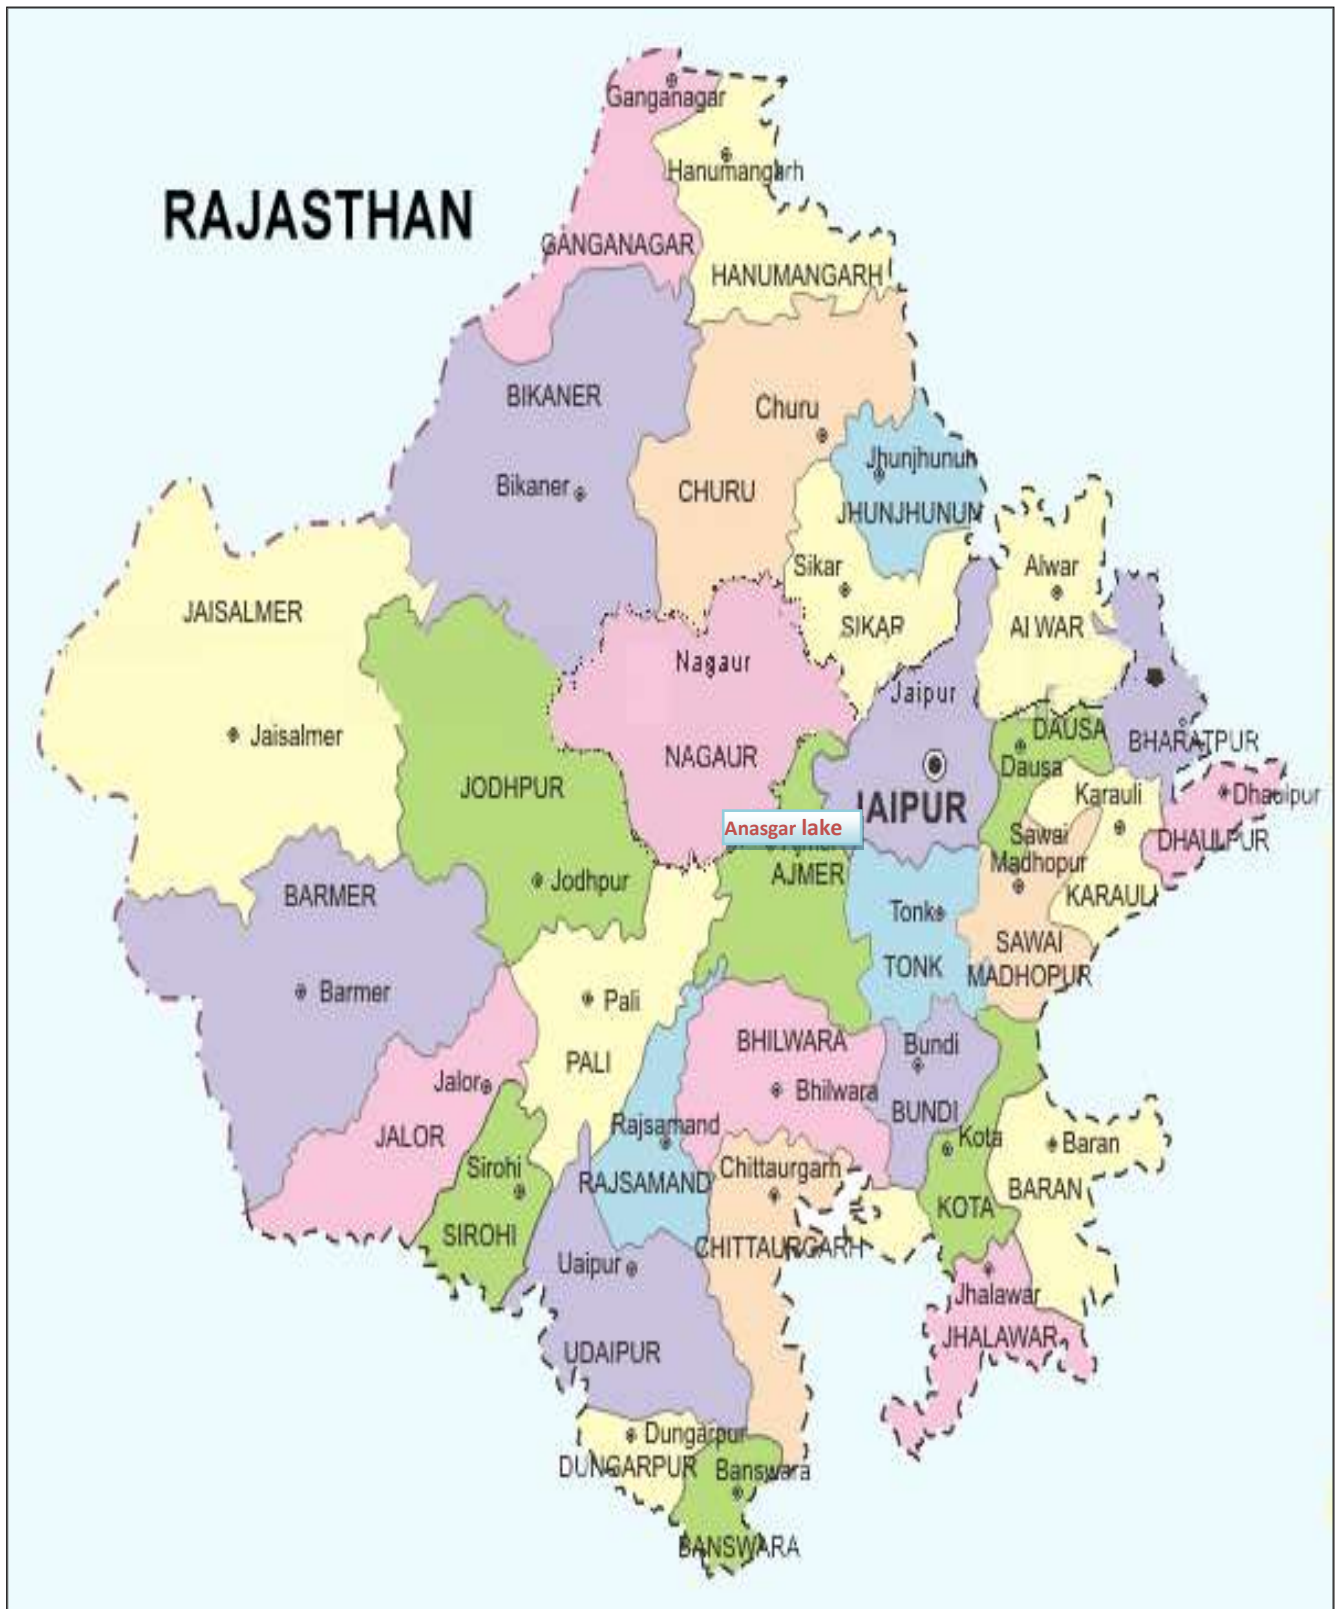 Ganganagar
Hanumangarh
RAJASTHAN
GANGANAGAR
HANUMANGARH
BIKANER
Churu
Jhunjhunun
Bikaner
CHURU
JHUNJHUNUN
Sikar
Alwar
JAISALMER
SIKAR
AIWAR
Nagaur
Jaipur
Jaisalmer
NAGAUR
DAUSA
BHARATPUR
Dausa
JODHPUR
Karauli
Dhaulpur
JAIPUR
Anasgar lake
Sawai
Madhopur
DHAULPUR
AJMER
Jodhpur
BARMER
KARAULI
Tonk
SAWAI
MADHOPUR
TONK
Barmer
Pali
BHILWARA
Bundi
PALI
Jalor
Bhilwara
BUNDI
JALOR
Rajsamand
Kota
Baran
Sirohi
Chittaurgarh
RAJSAMAND
BARAN
KOTA
SIROHI
CHITTAURGARH
Uaipur
Jhalawar
JHALAWAR
UDAIPUR
Dungarpur
DUNGARPUR
Banswara
BANSWARA